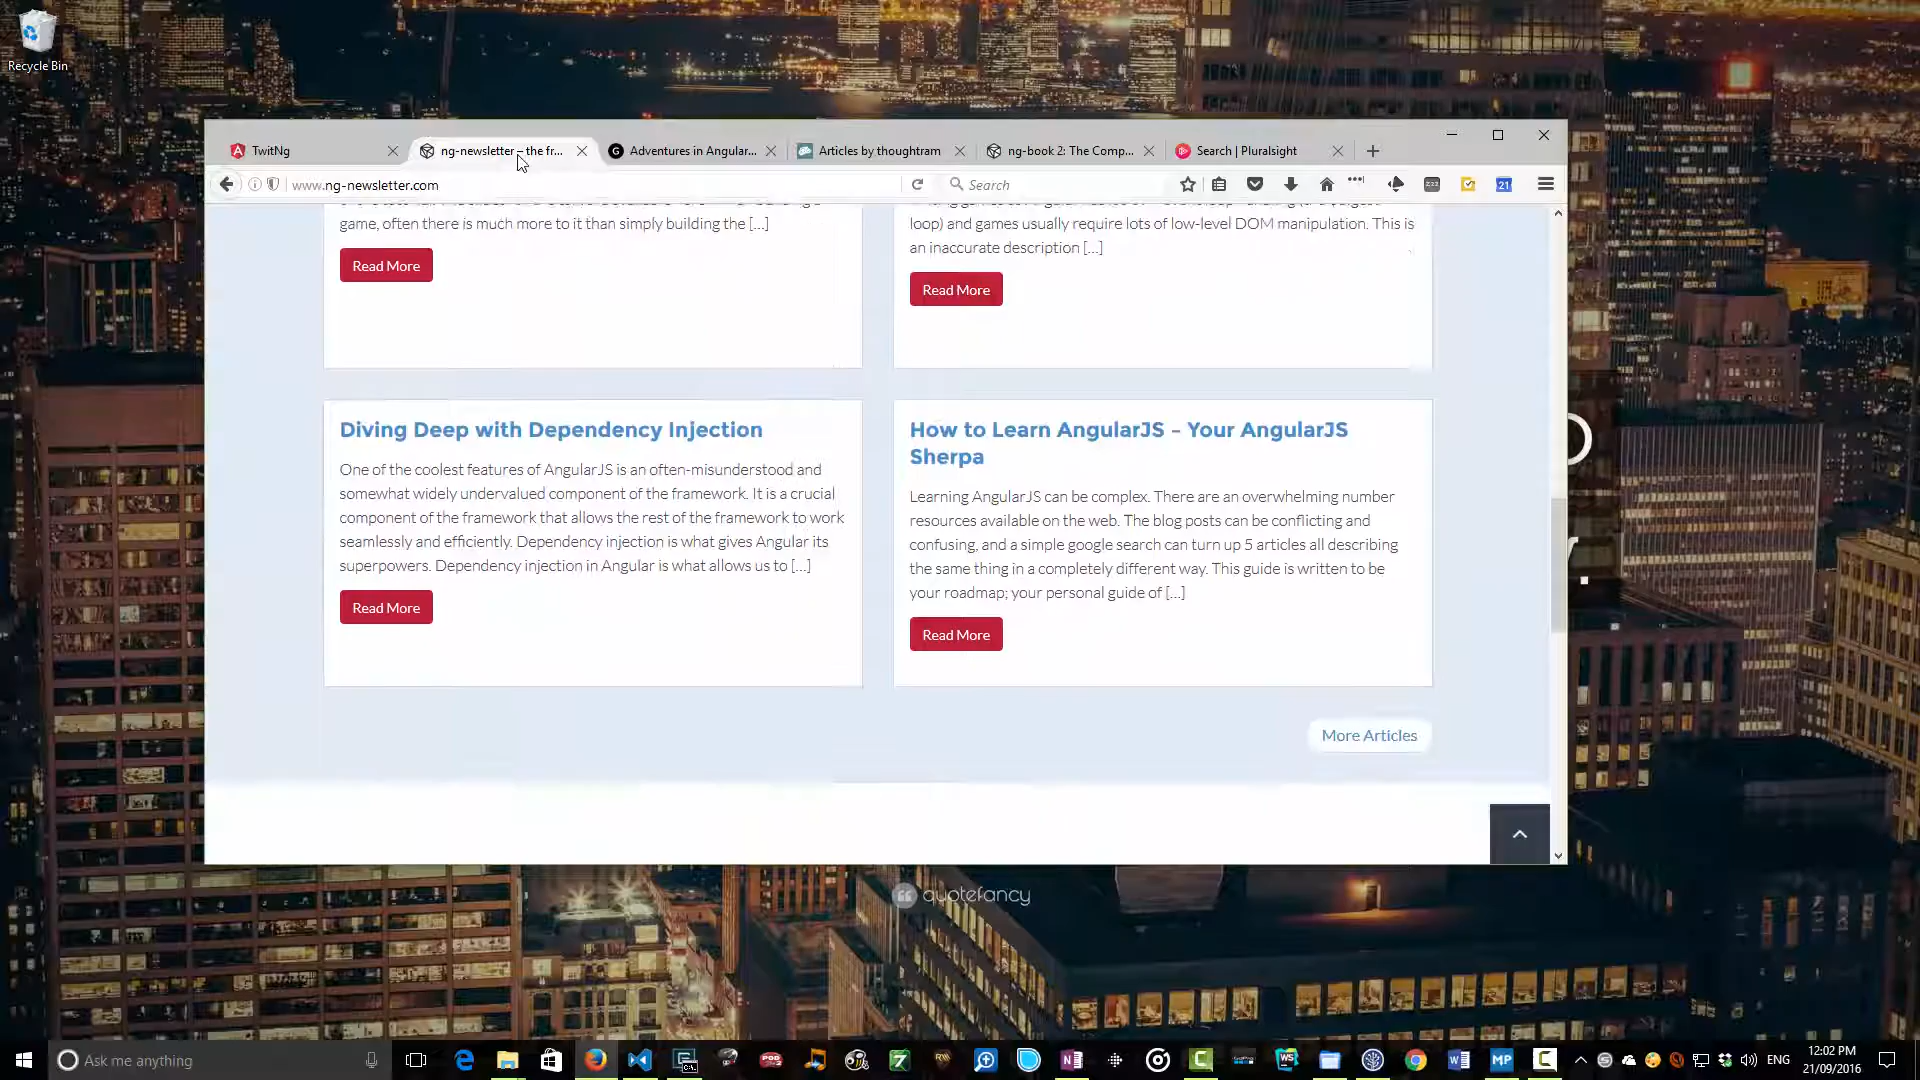 Recycle Bin
TwitNg
ng-newsletter – the fr...
Adventures in Angular...
Articles by thoughtram
ng-book 2: The Comp...
Search | Pluralsight
www.ng-newsletter.com
Search
21
game, often there is much more to it than simply building the [...]
Read More
loop) and games usually require lots of low-level DOM manipulation. This is
an inaccurate description [...]
Read More
Diving Deep with Dependency Injection
One of the coolest features of AngularJS is an often-misunderstood and
somewhat widely undervalued component of the framework. It is a crucial
component of the framework that allows the rest of the framework to work
seamlessly and efficiently. Dependency injection is what gives Angular its
superpowers. Dependency injection in Angular is what allows us to [...]
Read More
How to Learn AngularJS – Your AngularJS
Sherpa
Learning AngularJS can be complex. There are an overwhelming number
resources available on the web. The blog posts can be conflicting and
confusing, and a simple google search can turn up 5 articles all describing
the same thing in a completely different way. This guide is written to be
your roadmap; your personal guide of [...]
Read More
More Articles
quotefancy
Ask me anything
ENG
12:02 PM
21/09/2016